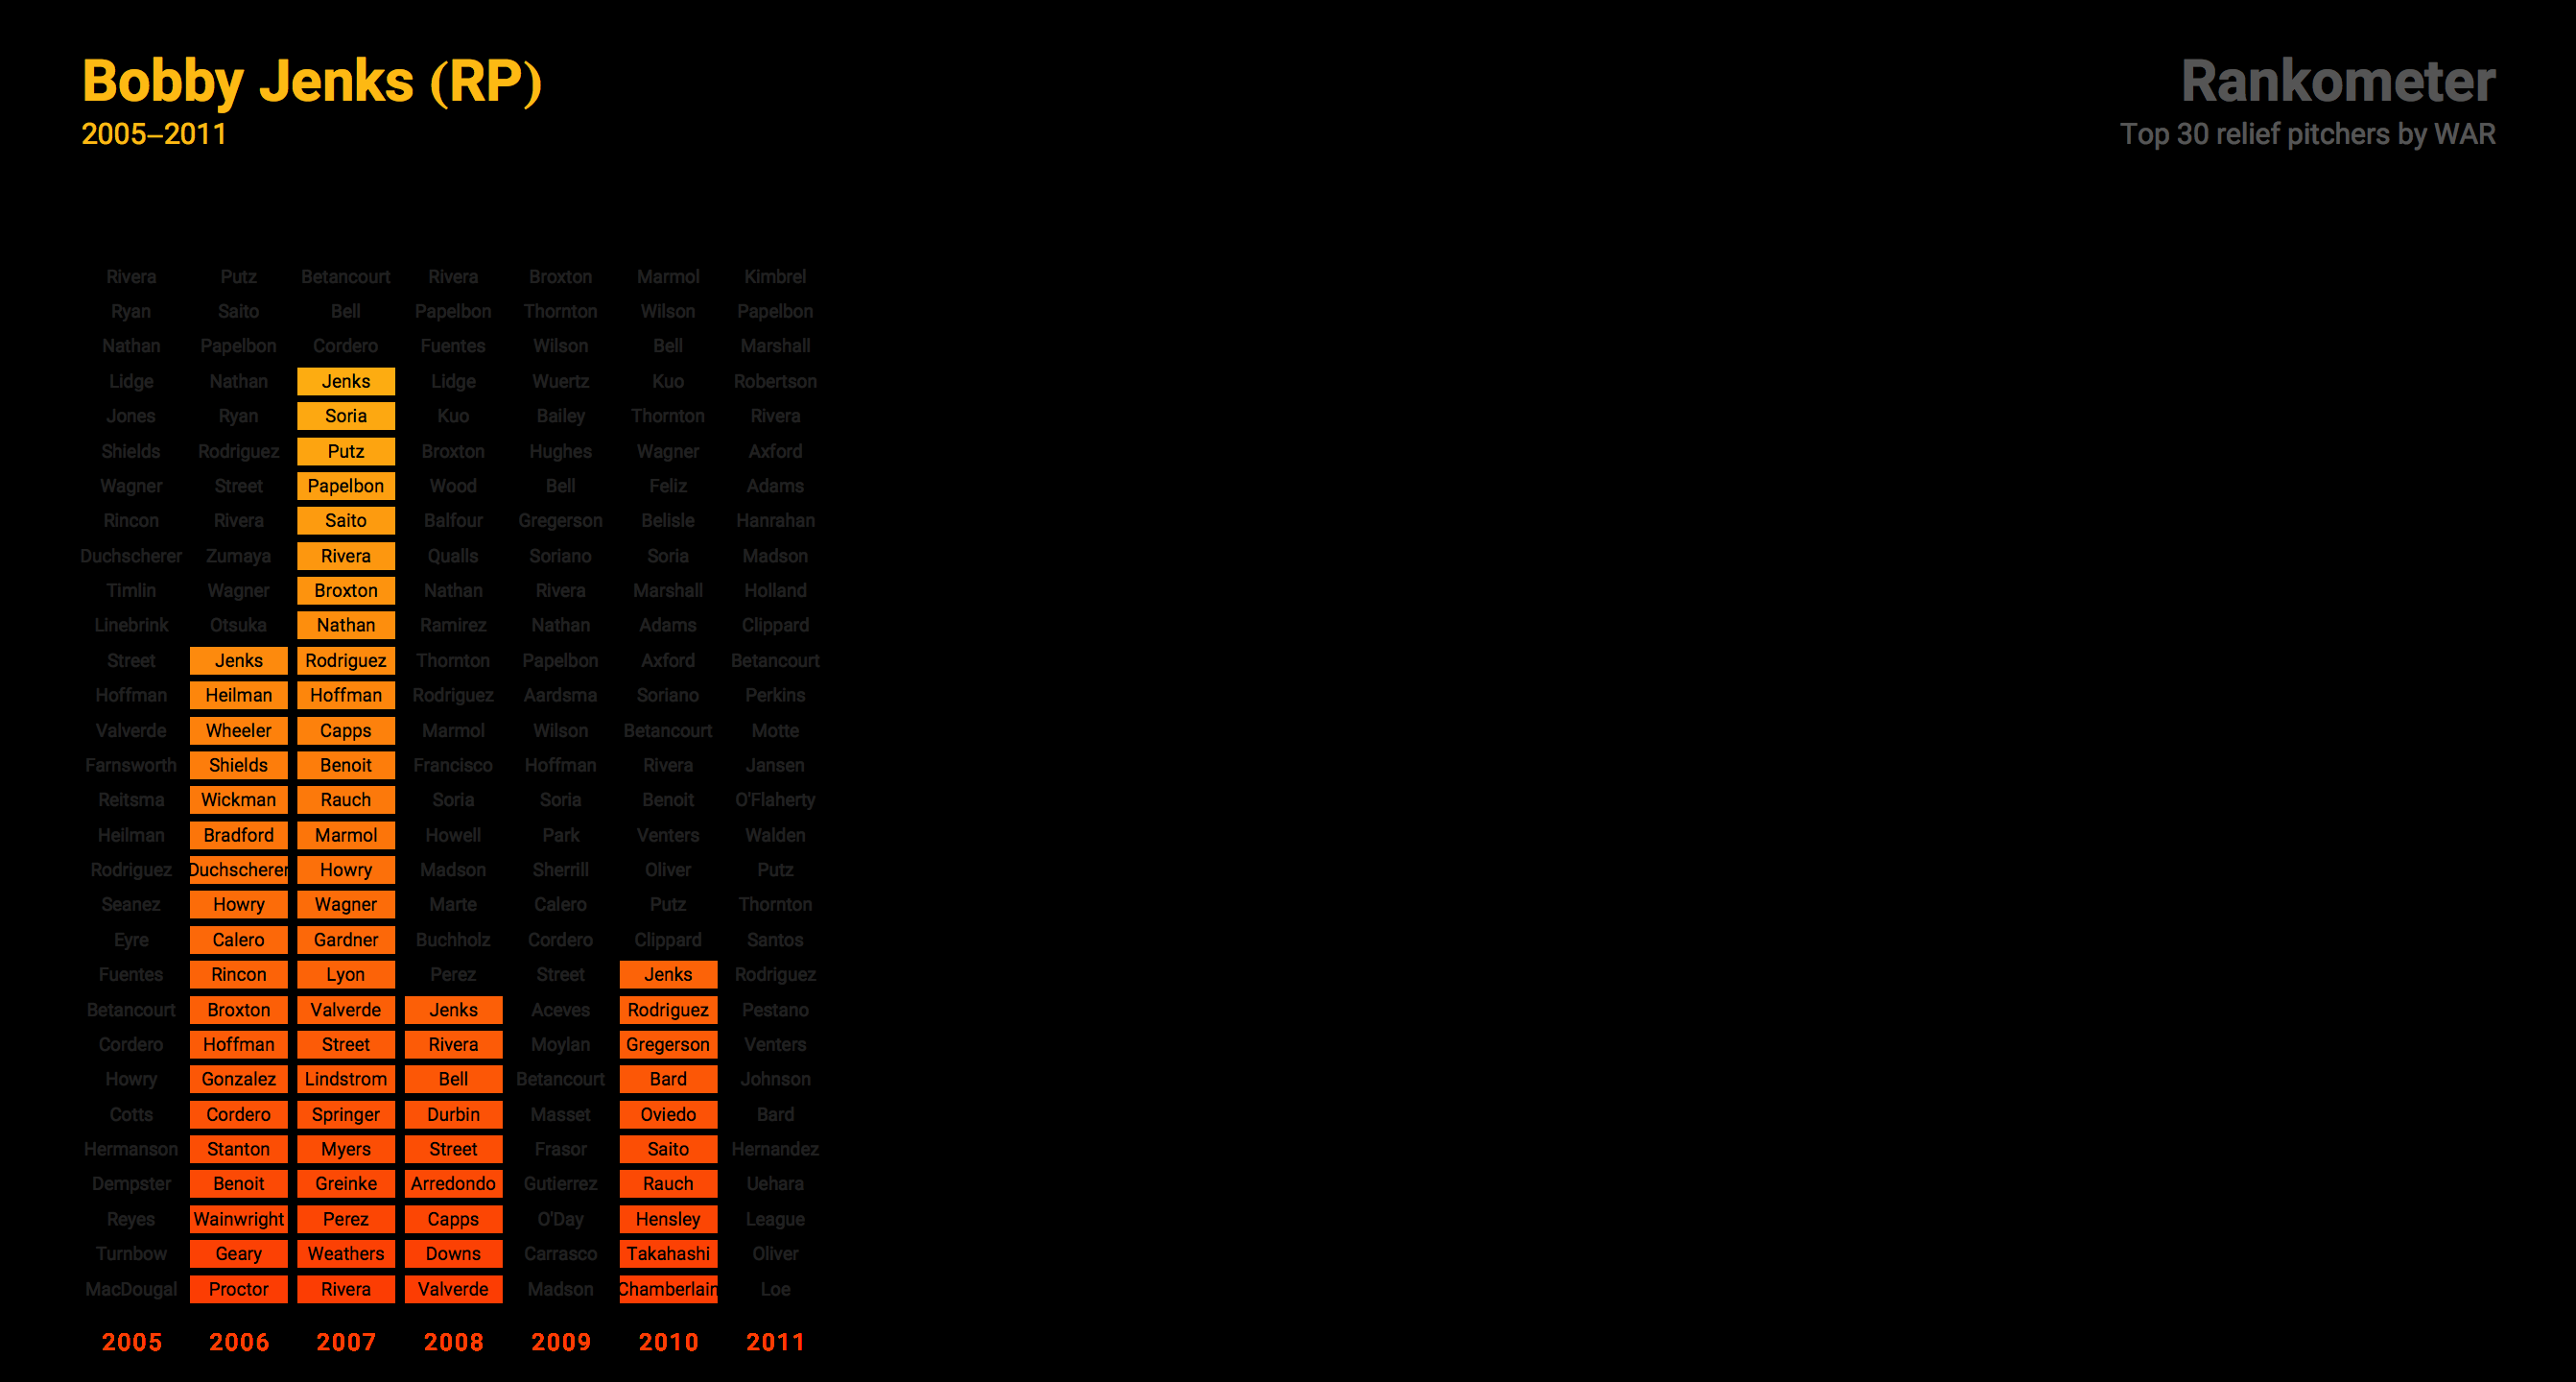 Bobby Jenks (RP)
2005–2011
Rankometer
Top 30 relief pitchers by WAR
Rivera Putz Betancourt Rivera Broxton Marmol Kimbrel
Ryan Saito Bell Papelbon Thornton Wilson Papelbon
Nathan Papelbon Cordero Fuentes Wilson Bell Marshall
Lidge Nathan Jenks Lidge Wuertz Kuo Robertson
Jones Ryan Soria Kuo Bailey Thornton Rivera
Shields Rodriguez Putz Broxton Hughes Wagner Axford
Wagner Street Papelbon Wood Bell Feliz Adams
Rincon Rivera Saito Balfour Gregerson Belisle Hanrahan
Duchscherer Zumaya Rivera Qualls Soriano Soria Madson
Timlin Wagner Broxton Nathan Rivera Marshall Holland
Linebrink Otsuka Nathan Ramirez Nathan Adams Clippard
Street Jenks Rodriguez Thornton Papelbon Axford Betancourt
Hoffman Heilman Hoffman Rodriguez Aardsma Soriano Perkins
Valverde Wheeler Capps Marmol Wilson Betancourt Motte
Farnsworth Shields Benoit Francisco Hoffman Rivera Jansen
Reitsma Wickman Rauch Soria Soria Benoit O'Flaherty
Heilman Bradford Marmol Howell Park Venters Walden
Rodriguez Duchscherer Howry Madson Sherrill Oliver Putz
Seanez Howry Wagner Marte Calero Putz Thornton
Eyre Calero Gardner Buchholz Cordero Clippard Santos
Fuentes Rincon Lyon Perez Street Jenks Rodriguez
Betancourt Broxton Valverde Jenks Aceves Rodriguez Pestano
Cordero Hoffman Street Rivera Moylan Gregerson Venters
Howry Gonzalez Lindstrom Bell Betancourt Bard Johnson
Cotts Cordero Springer Durbin Masset Oviedo Bard
Hermanson Stanton Myers Street Frasor Saito Hernandez
Dempster Benoit Greinke Arredondo Gutierrez Rauch Uehara
Reyes Wainwright Perez Capps O'Day Hensley League
Turnbow Geary Weathers Downs Carrasco Takahashi Oliver
MacDougal Proctor Rivera Valverde Madson Chamberlain Loe
2005 2006 2007 2008 2009 2010 2011